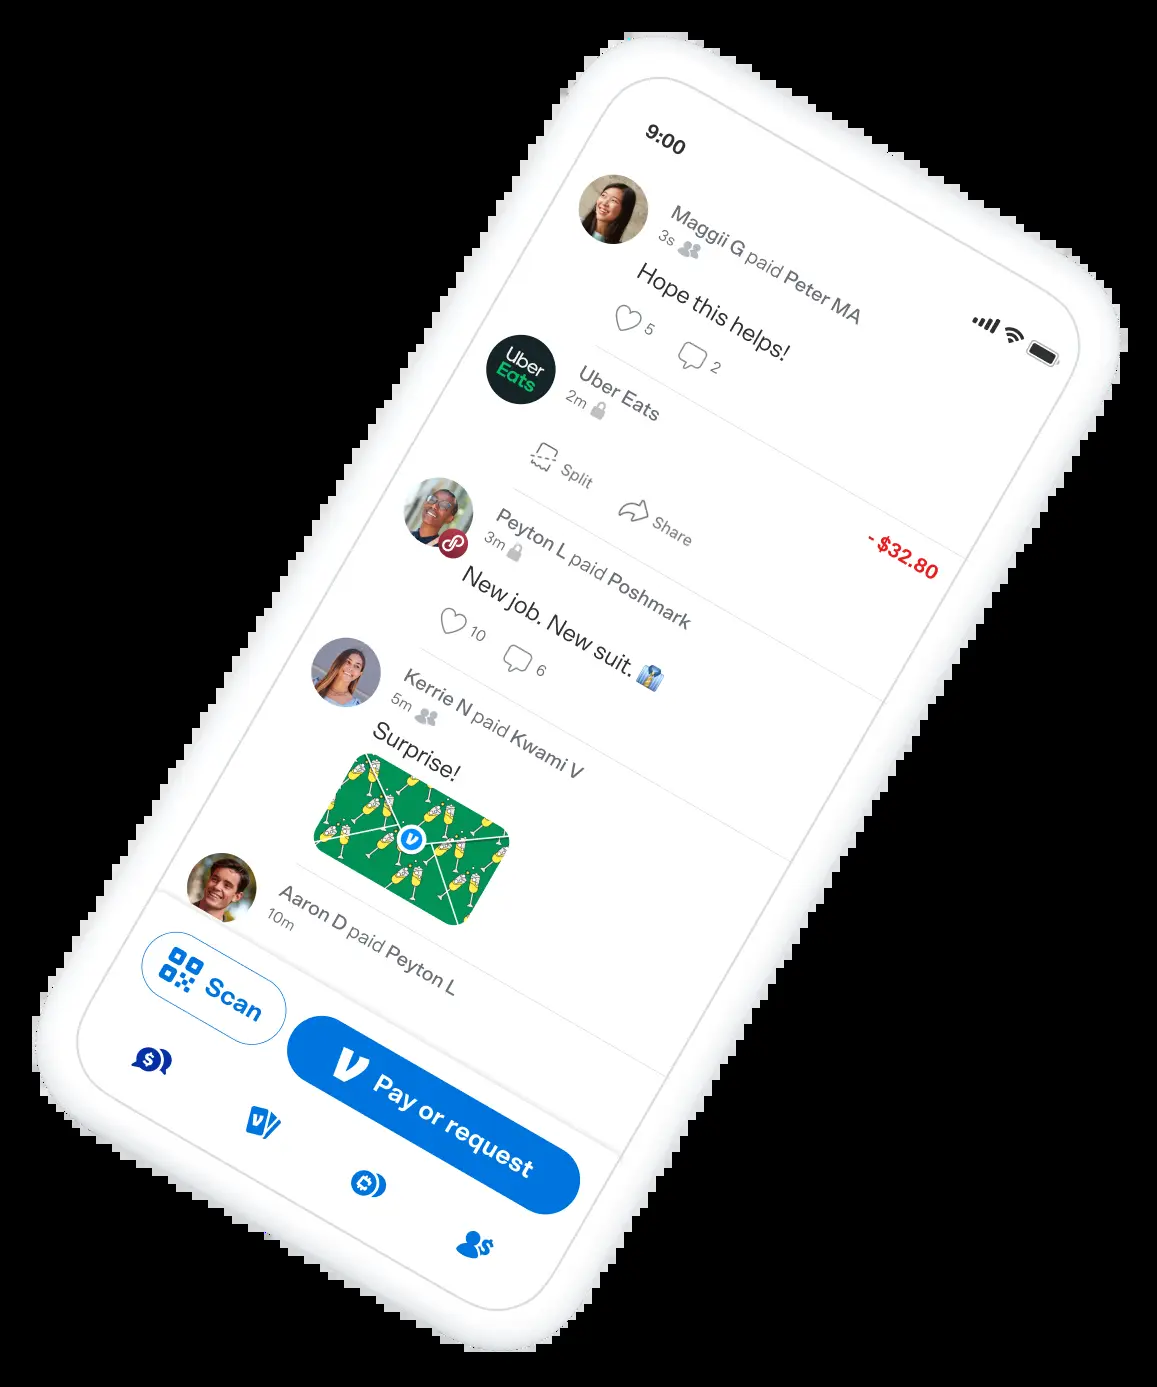 9:00
Maggii G paid Peter MA
3s
Hope this helps!
5 2
Uber Eats
Uber Eats
2m
- $32.80
Split Share
Peyton L paid Poshmark
3m
New job. New suit. 👔
10 6
Kerrie N paid Kwami V
5m
Surprise!
Aaron D paid Peyton L
10m
Scan
Pay or request